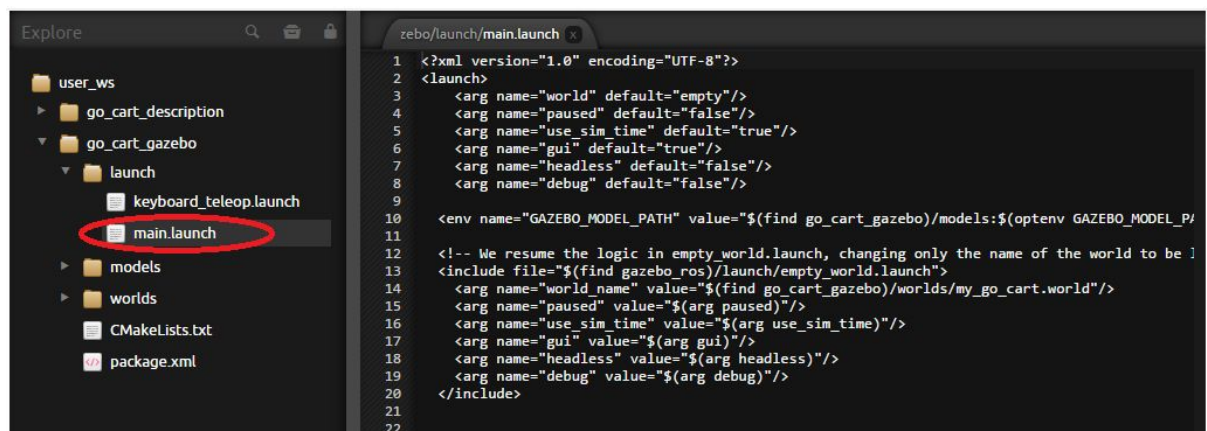 Explore
user_ws
go_cart_description
go_cart_gazebo
launch
keyboard_teleop.launch
main.launch
models
worlds
CMakeLists.txt
package.xml
zebo/launch/main.launch x
1 <?xml version="1.0" encoding="UTF-8"?>
2 <launch>
3 <arg name="world" default="empty"/>
4 <arg name="paused" default="false"/>
5 <arg name="use_sim_time" default="true"/>
6 <arg name="gui" default="true"/>
7 <arg name="headless" default="false"/>
8 <arg name="debug" default="false"/>
9
10 <env name="GAZEBO_MODEL_PATH" value="$(find go_cart_gazebo)/models:$(optenv GAZEBO_MODEL_PA
11
12 <!-- We resume the logic in empty_world.launch, changing only the name of the world to be l
13 <include file="$(find gazebo_ros)/launch/empty_world.launch">
14 <arg name="world_name" value="$(find go_cart_gazebo)/worlds/my_go_cart.world"/>
15 <arg name="paused" value="$(arg paused)"/>
16 <arg name="use_sim_time" value="$(arg use_sim_time)"/>
17 <arg name="gui" value="$(arg gui)"/>
18 <arg name="headless" value="$(arg headless)"/>
19 <arg name="debug" value="$(arg debug)"/>
20 </include>
21
22